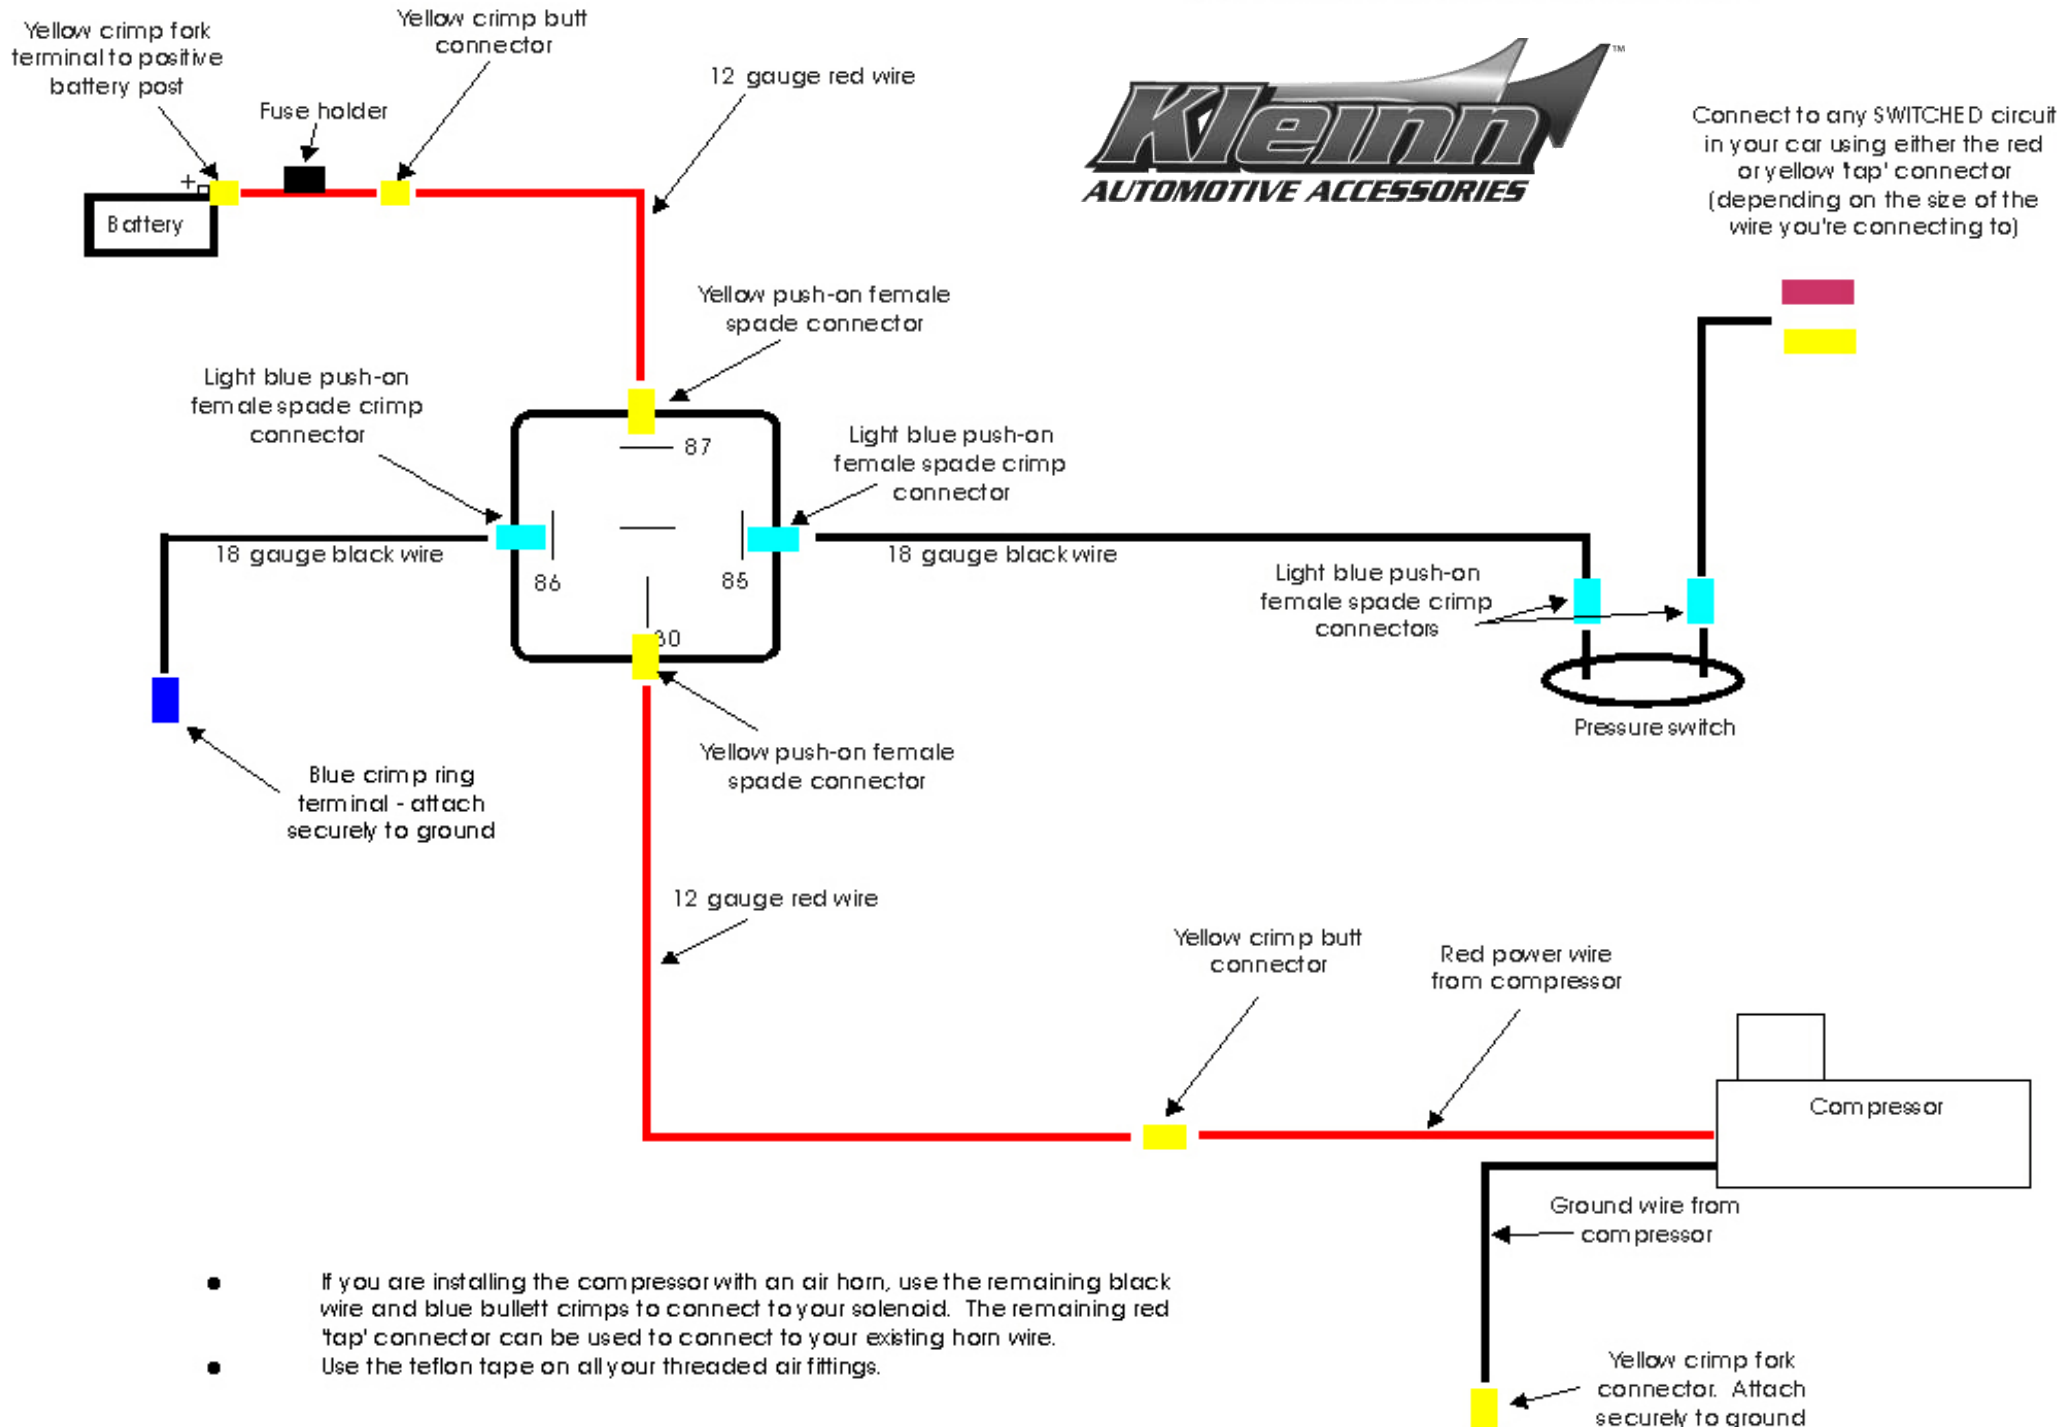 Yellow crimp fork
terminal to positive
battery post
Yellow crimp butt
connector
Fuse holder
12 gauge red wire
Kleinn
™
AUTOMOTIVE ACCESSORIES
Connect to any SWITCHED circuit
in your car using either the red
or yellow 'tap' connector
(depending on the size of the
wire you're connecting to)
+
Battery
Yellow push-on female
spade connector
Light blue push-on
female spade crimp
connector
87
Light blue push-on
female spade crimp
connector
18 gauge black wire
86
85
18 gauge black wire
Light blue push-on
female spade crimp
connectors
30
Pressure switch
Yellow push-on female
spade connector
Blue crimp ring
terminal - attach
securely to ground
12 gauge red wire
Yellow crimp butt
connector
Red power wire
from compressor
Compressor
Ground wire from
compressor
• If you are installing the compressor with an air horn, use the remaining black
wire and blue bullett crimps to connect to your solenoid. The remaining red
'tap' connector can be used to connect to your existing horn wire.
• Use the teflon tape on all your threaded air fittings.
Yellow crimp fork
connector. Attach
securely to ground